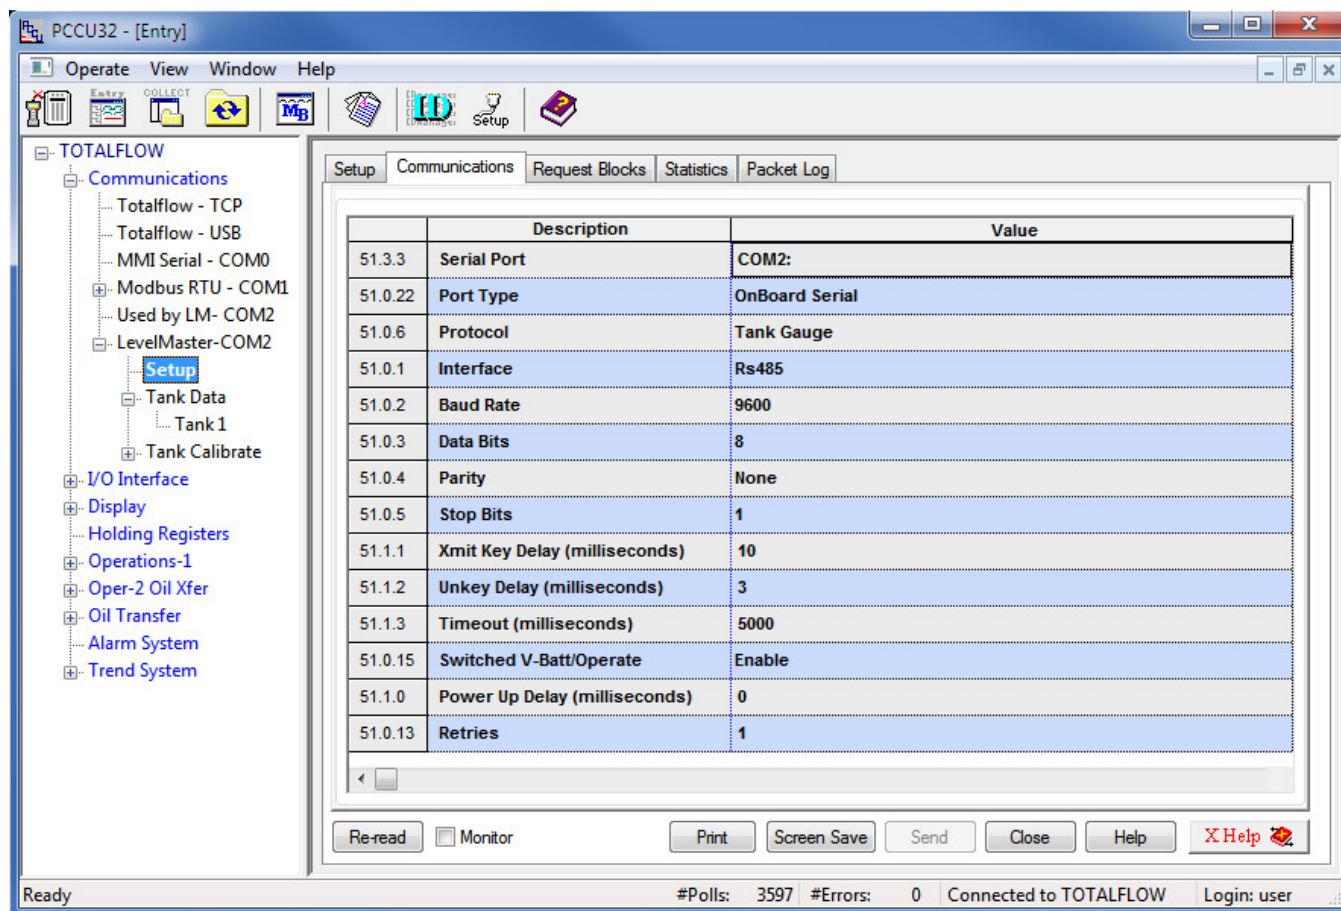 PCCU32 - [Entry]
Operate View Window Help
Entry COLLECT MB ID Setup
TOTALFLOW
Communications
Totalflow - TCP
Totalflow - USB
MMI Serial - COM0
Modbus RTU - COM1
Used by LM- COM2
LevelMaster-COM2
Setup
Tank Data
Tank 1
Tank Calibrate
I/O Interface
Display
Holding Registers
Operations-1
Oper-2 Oil Xfer
Oil Transfer
Alarm System
Trend System
Setup Communications Request Blocks Statistics Packet Log
Description Value
51.3.3 Serial Port COM2:
51.0.22 Port Type OnBoard Serial
51.0.6 Protocol Tank Gauge
51.0.1 Interface Rs485
51.0.2 Baud Rate 9600
51.0.3 Data Bits 8
51.0.4 Parity None
51.0.5 Stop Bits 1
51.1.1 Xmit Key Delay (milliseconds) 10
51.1.2 Unkey Delay (milliseconds) 3
51.1.3 Timeout (milliseconds) 5000
51.0.15 Switched V-Batt/Operate Enable
51.1.0 Power Up Delay (milliseconds) 0
51.0.13 Retries 1
Re-read Monitor Print Screen Save Send Close Help X Help
Ready #Polls: 3597 #Errors: 0 Connected to TOTALFLOW Login: user